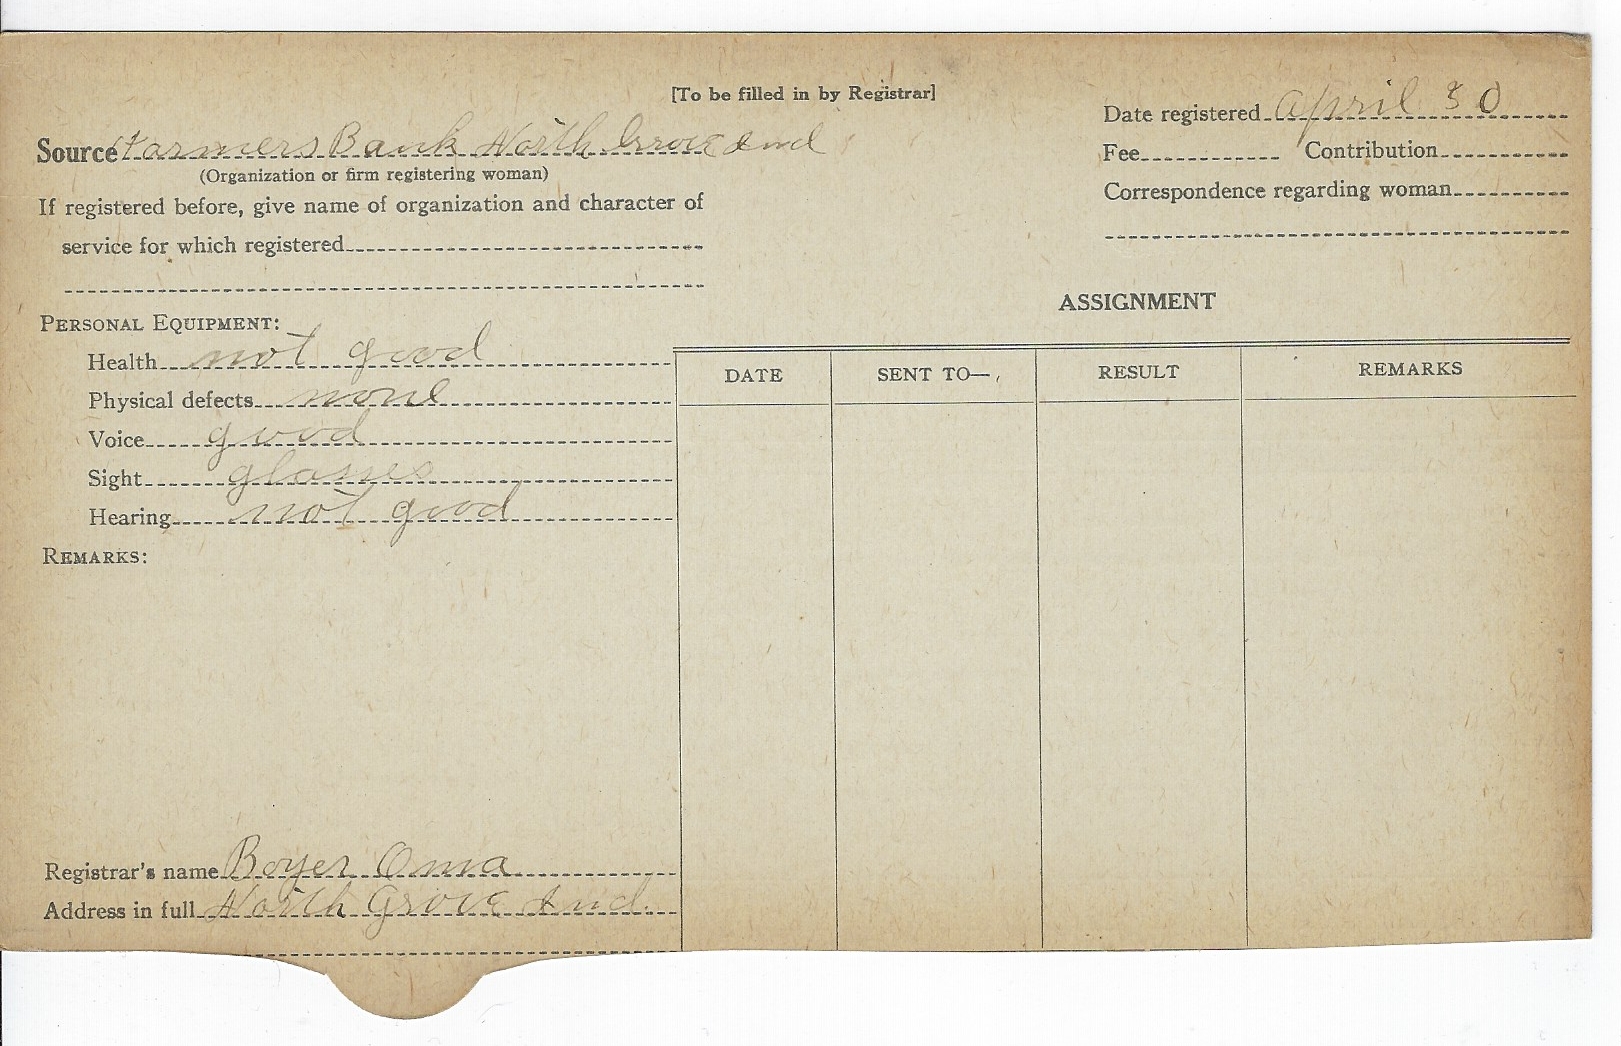 [To be filled in by Registrar]
Date registered April 30
Source Farmers Bank North Grove Ind
(Organization or firm registering woman)
Fee Contribution
If registered before, give name of organization and character of
service for which registered
Correspondence regarding woman
ASSIGNMENT
PERSONAL EQUIPMENT:
Health not good
Physical defects none
Voice good
Sight glasses
Hearing not good
DATE SENT TO— RESULT REMARKS
REMARKS:
Registrar's name Boyer Oma
Address in full North Grove Ind.